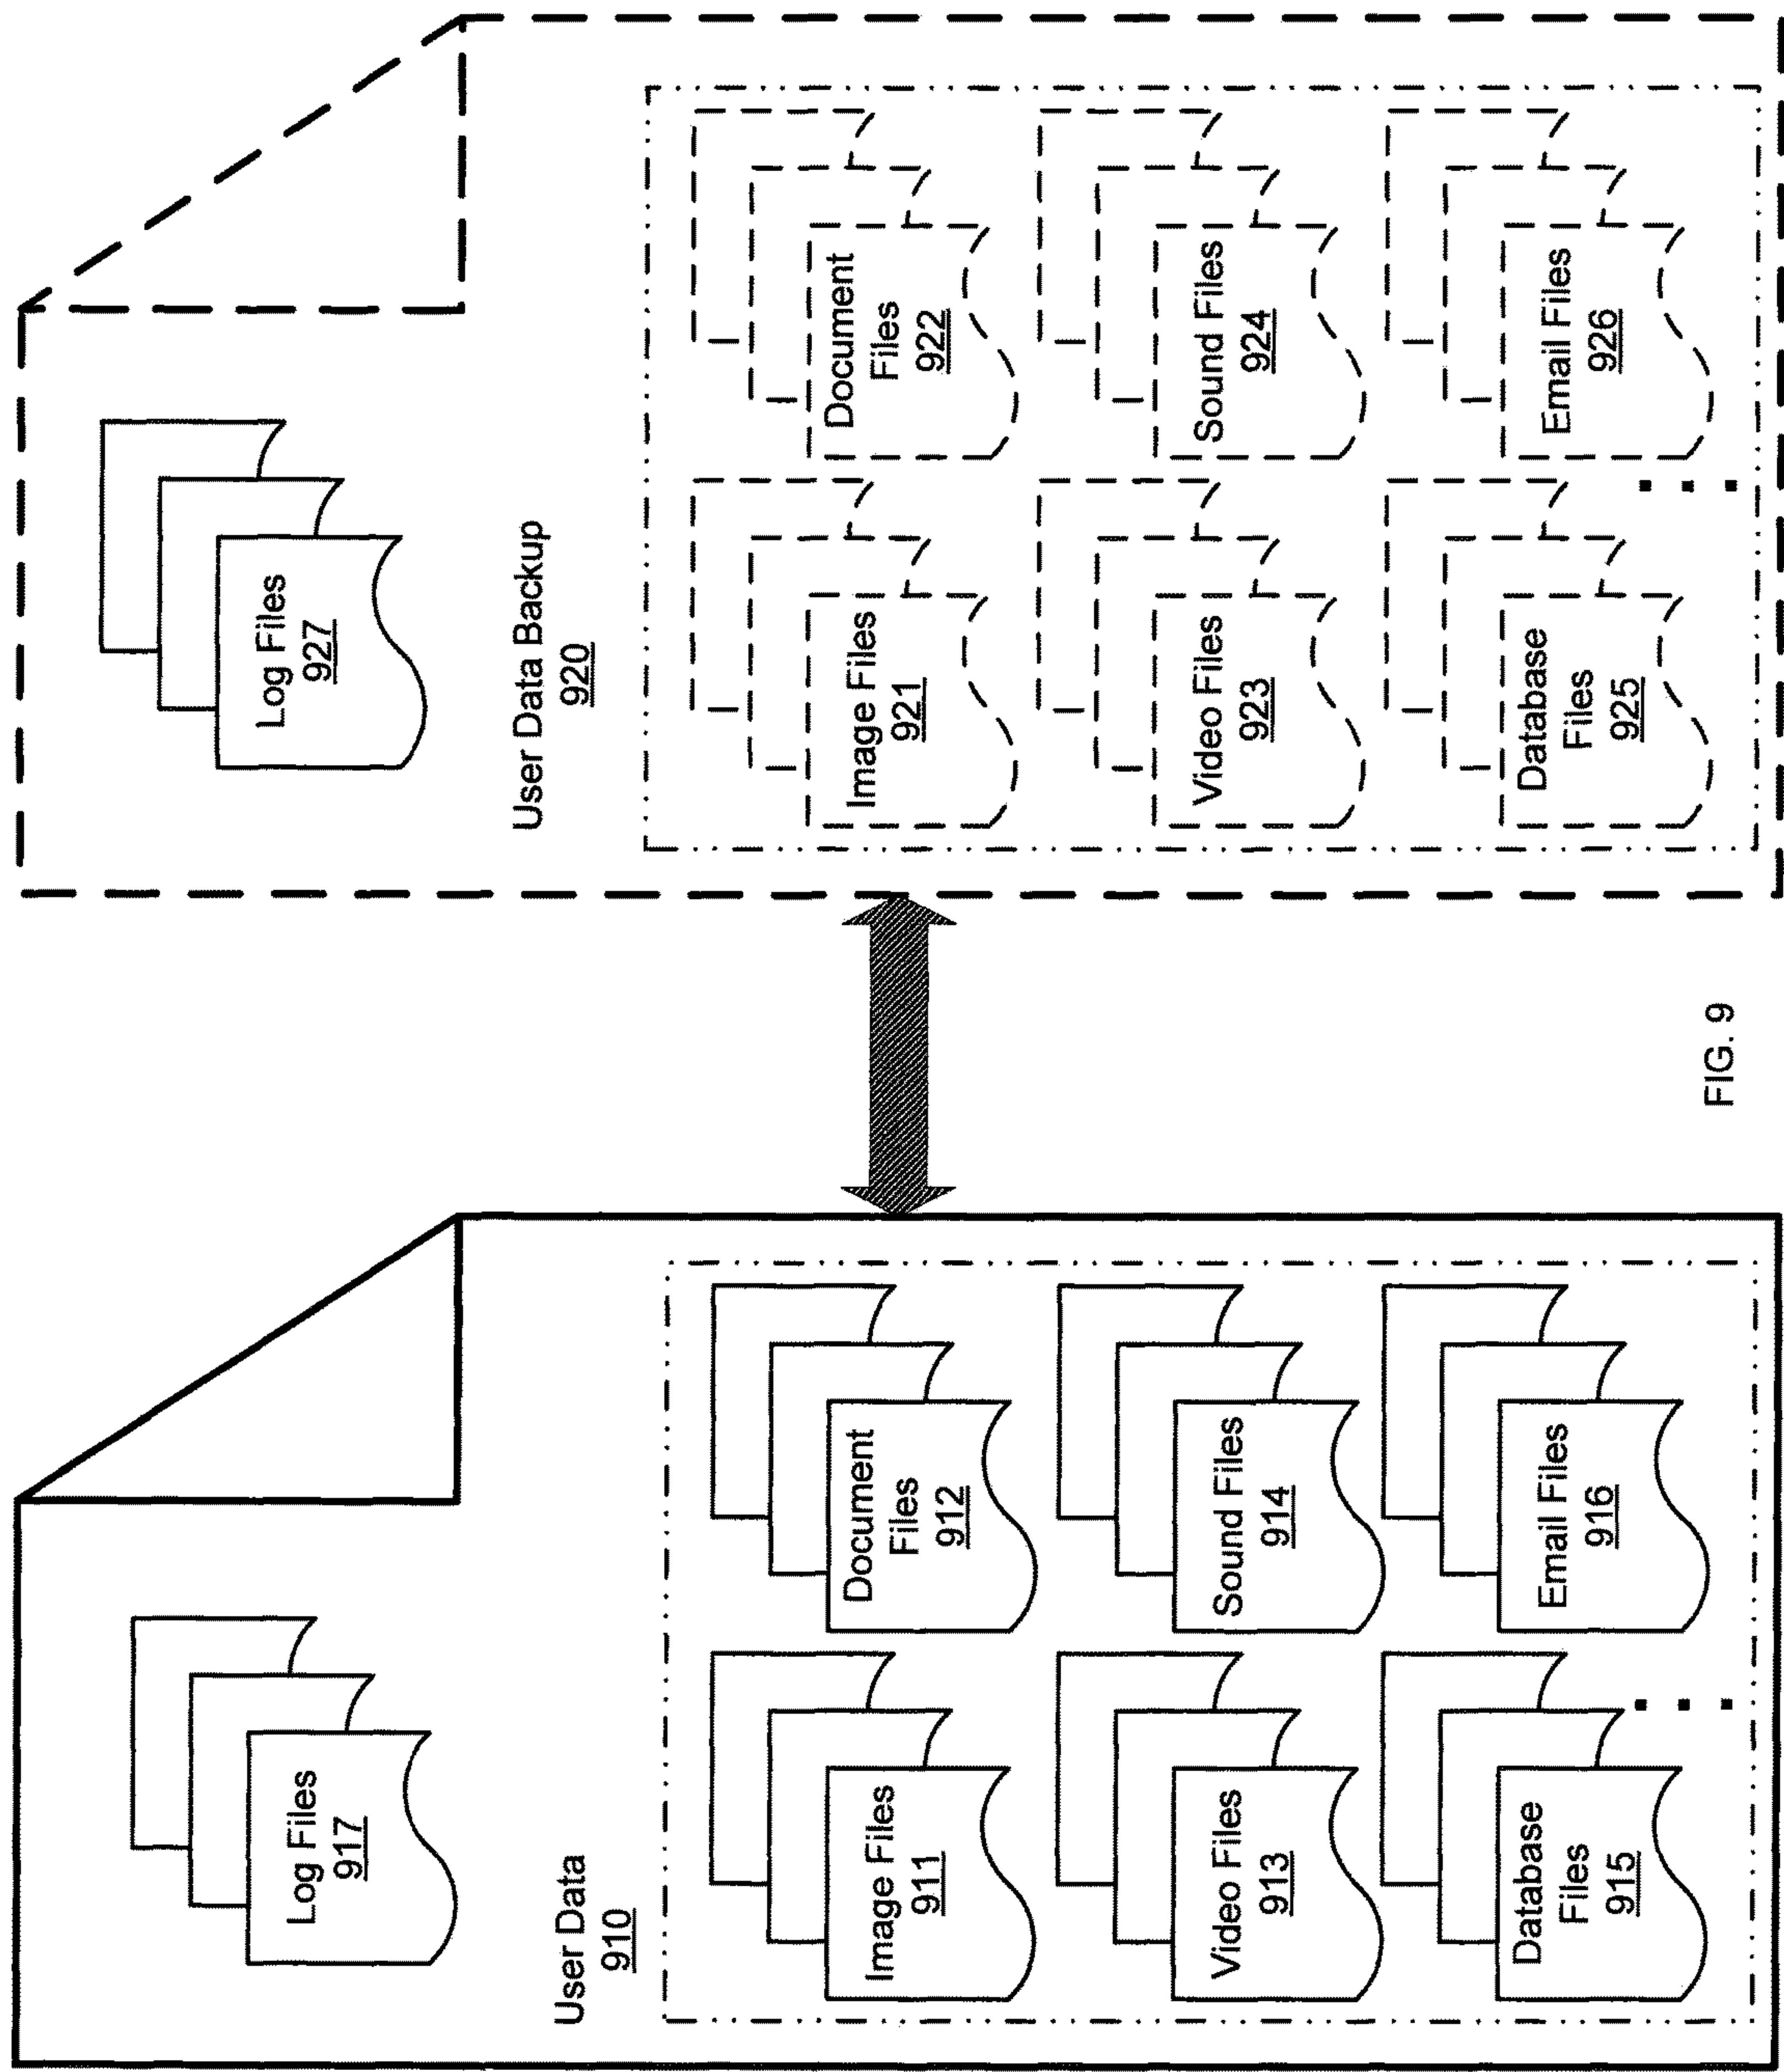 Log Files
917
User Data
910
Image Files
911
Document
Files
912
Video Files
913
Sound Files
914
Database
Files
915
Email Files
916
Log Files
927
User Data Backup
920
Image Files
921
Document
Files
922
Video Files
923
Sound Files
924
Database
Files
925
Email Files
926
FIG. 9